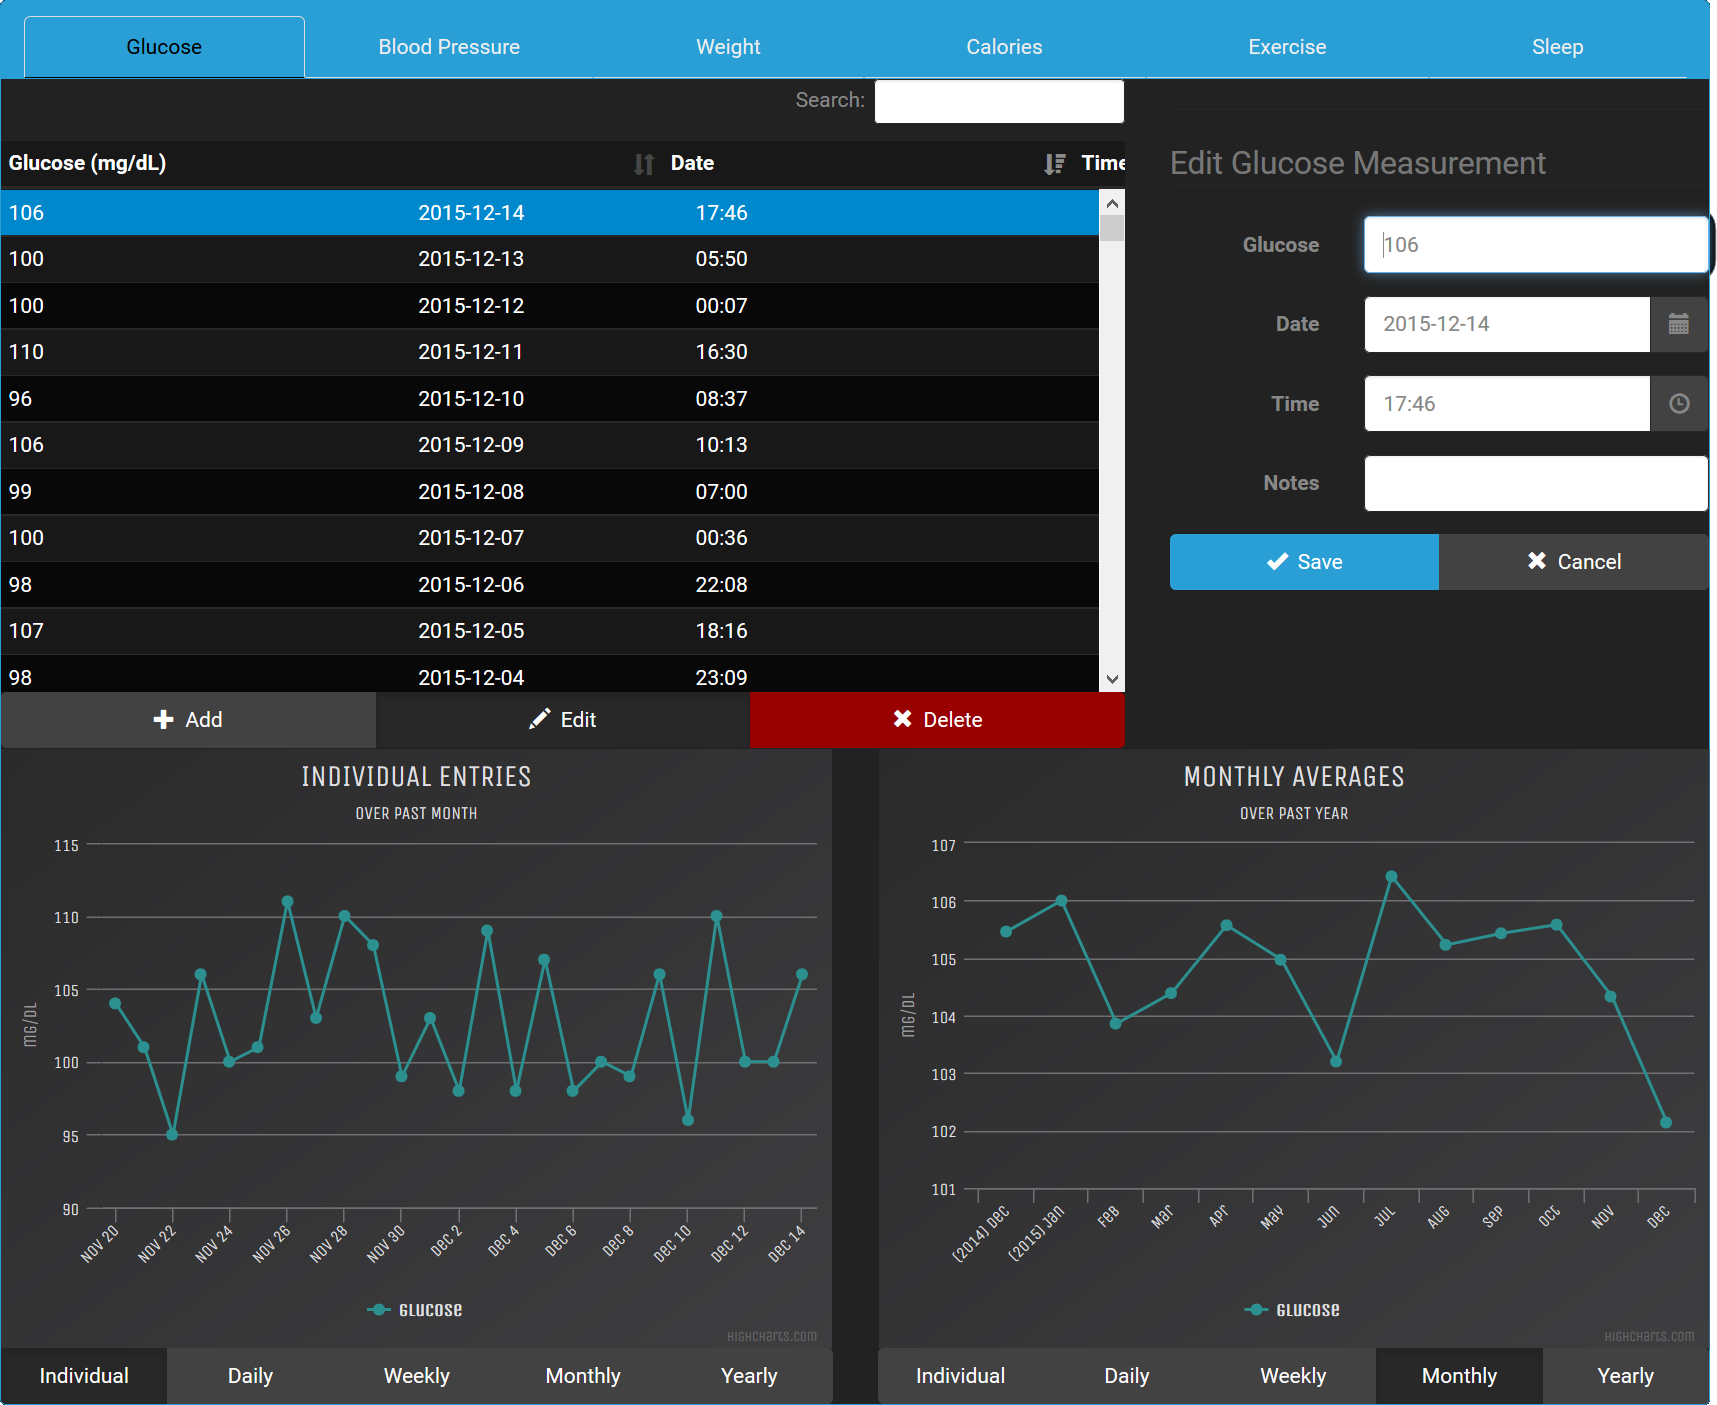 Glucose Blood Pressure Weight Calories Exercise Sleep
Search:
Glucose (mg/dL) Date Time
106 2015-12-14 17:46
100 2015-12-13 05:50
100 2015-12-12 00:07
110 2015-12-11 16:30
96 2015-12-10 08:37
106 2015-12-09 10:13
99 2015-12-08 07:00
100 2015-12-07 00:36
98 2015-12-06 22:08
107 2015-12-05 18:16
98 2015-12-04 23:09
Add Edit Delete
Edit Glucose Measurement
Glucose 106
Date 2015-12-14
Time 17:46
Notes
Save Cancel
INDIVIDUAL ENTRIES
OVER PAST MONTH
115
110
105
100
95
90
mg/dL
Nov 20 Nov 22 Nov 24 Nov 26 Nov 28 Nov 30 Dec 2 Dec 4 Dec 6 Dec 8 Dec 10 Dec 12 Dec 14
Glucose
Highcharts.com
Individual Daily Weekly Monthly Yearly
MONTHLY AVERAGES
OVER PAST YEAR
107
106
105
104
103
102
101
mg/dL
(2014) Dec (2015) Jan Feb Mar Apr May Jun Jul Aug Sep Oct Nov Dec
Glucose
Highcharts.com
Individual Daily Weekly Monthly Yearly